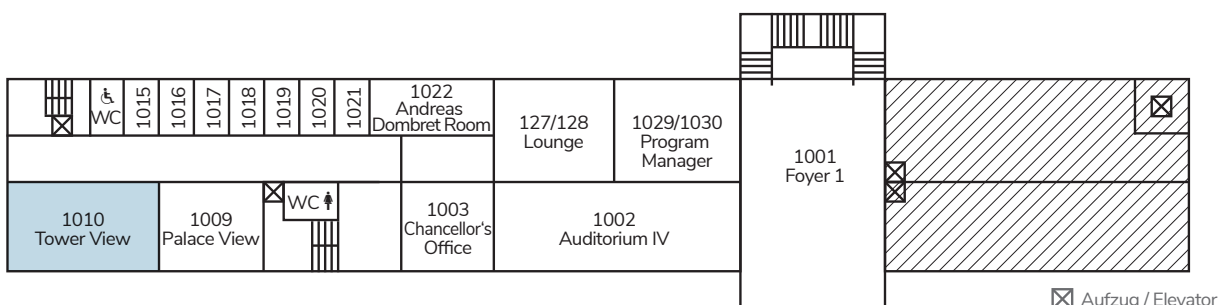 WC
1015
1016
1017
1018
1019
1020
1021
1022
Andreas
Dombret Room
127/128
Lounge
1029/1030
Program
Manager
1001
Foyer 1
1010
Tower View
1009
Palace View
WC
1003
Chancellor's
Office
1002
Auditorium IV
Aufzug / Elevator